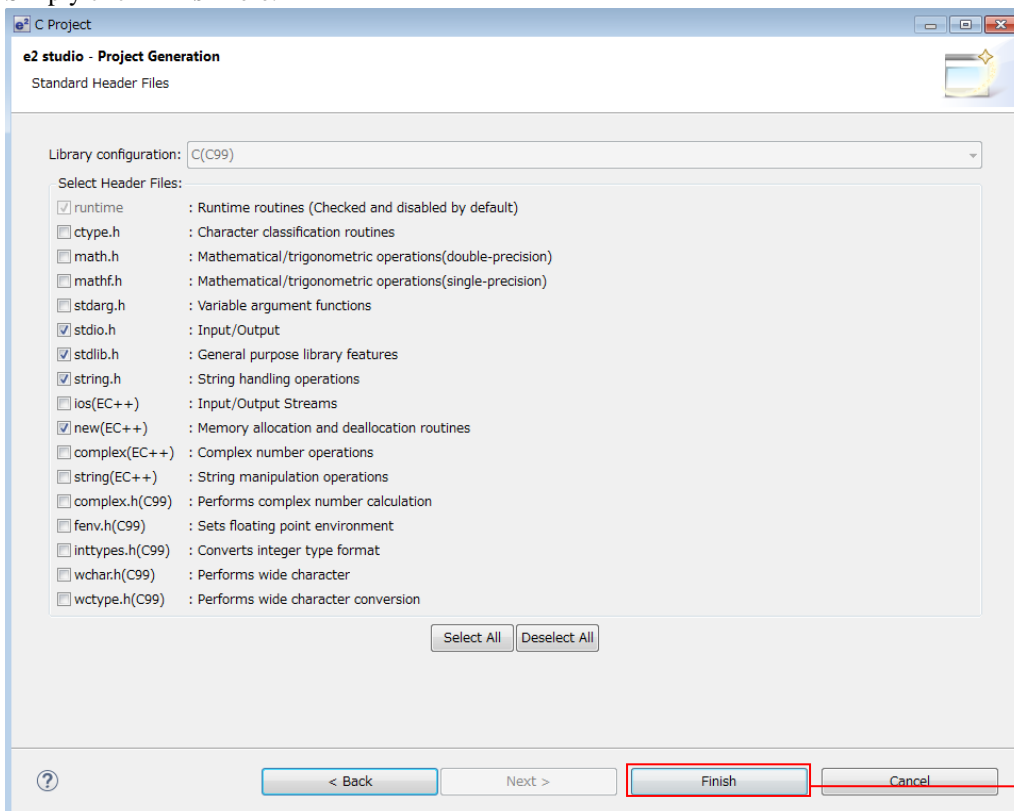 e² C Project
e2 studio - Project Generation
Standard Header Files
Library configuration: C(C99)
Select Header Files:
runtime : Runtime routines (Checked and disabled by default)
ctype.h : Character classification routines
math.h : Mathematical/trigonometric operations(double-precision)
mathf.h : Mathematical/trigonometric operations(single-precision)
stdarg.h : Variable argument functions
stdio.h : Input/Output
stdlib.h : General purpose library features
string.h : String handling operations
ios(EC++) : Input/Output Streams
new(EC++) : Memory allocation and deallocation routines
complex(EC++) : Complex number operations
string(EC++) : String manipulation operations
complex.h(C99) : Performs complex number calculation
fenv.h(C99) : Sets floating point environment
inttypes.h(C99) : Converts integer type format
wchar.h(C99) : Performs wide character
wctype.h(C99) : Performs wide character conversion
Select All Deselect All
? < Back Next > Finish Cancel